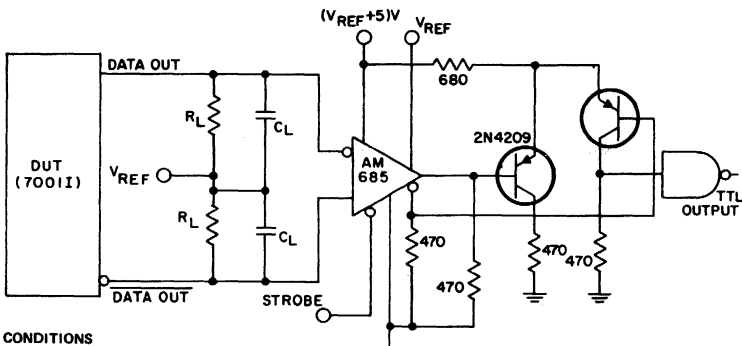 (VREF+5)V
VREF
DATA OUT
680
RL
CL
2N4209
DUT
(7001I)
VREF
AM
685
TTL
OUTPUT
RL
CL
470
470
470
470
DATA OUT
STROBE
CONDITIONS